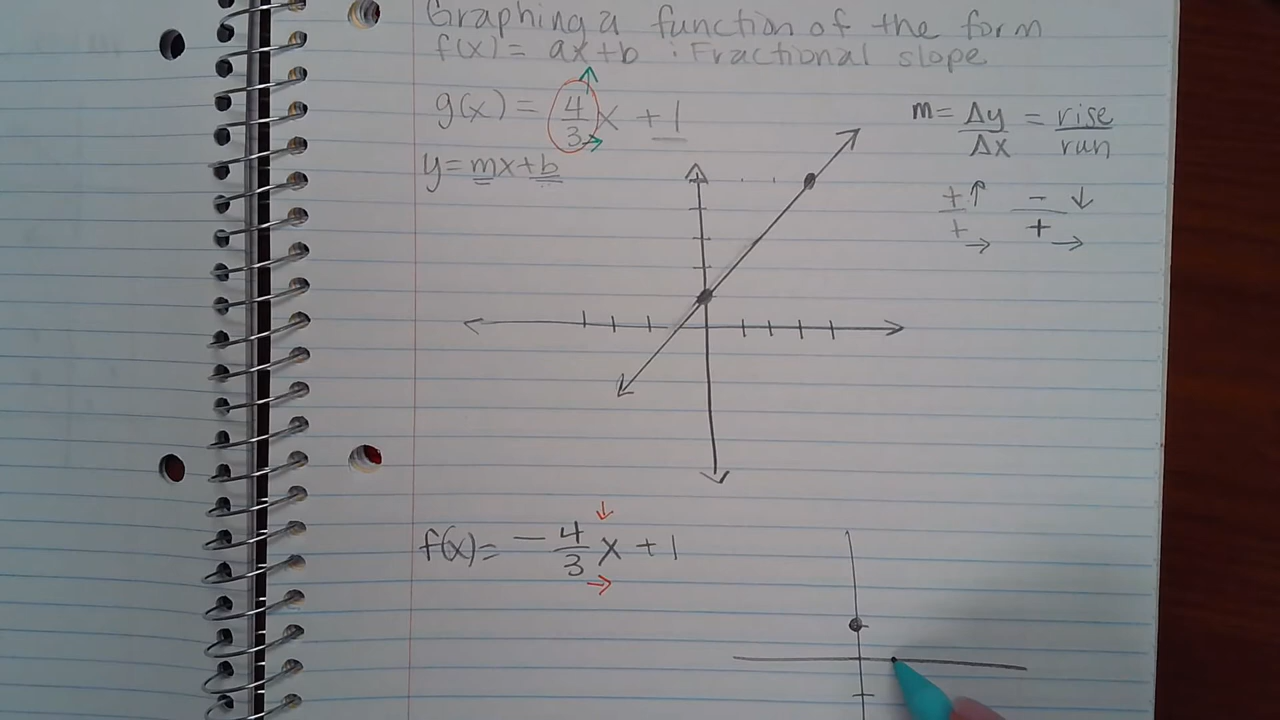 Graphing a function of the form
f(x) = ax+b : Fractional slope
g(x) = 4/3 x + 1
y = mx+b
m = Δy/Δx = rise/run
+↑/+→ -↓/+→
f(x) = - 4/3 x + 1